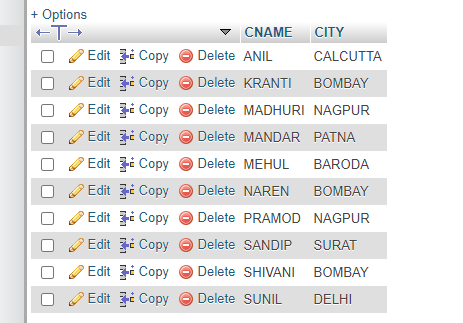 + Options
CNAME CITY
Edit Copy Delete ANIL CALCUTTA
Edit Copy Delete KRANTI BOMBAY
Edit Copy Delete MADHURI NAGPUR
Edit Copy Delete MANDAR PATNA
Edit Copy Delete MEHUL BARODA
Edit Copy Delete NAREN BOMBAY
Edit Copy Delete PRAMOD NAGPUR
Edit Copy Delete SANDIP SURAT
Edit Copy Delete SHIVANI BOMBAY
Edit Copy Delete SUNIL DELHI